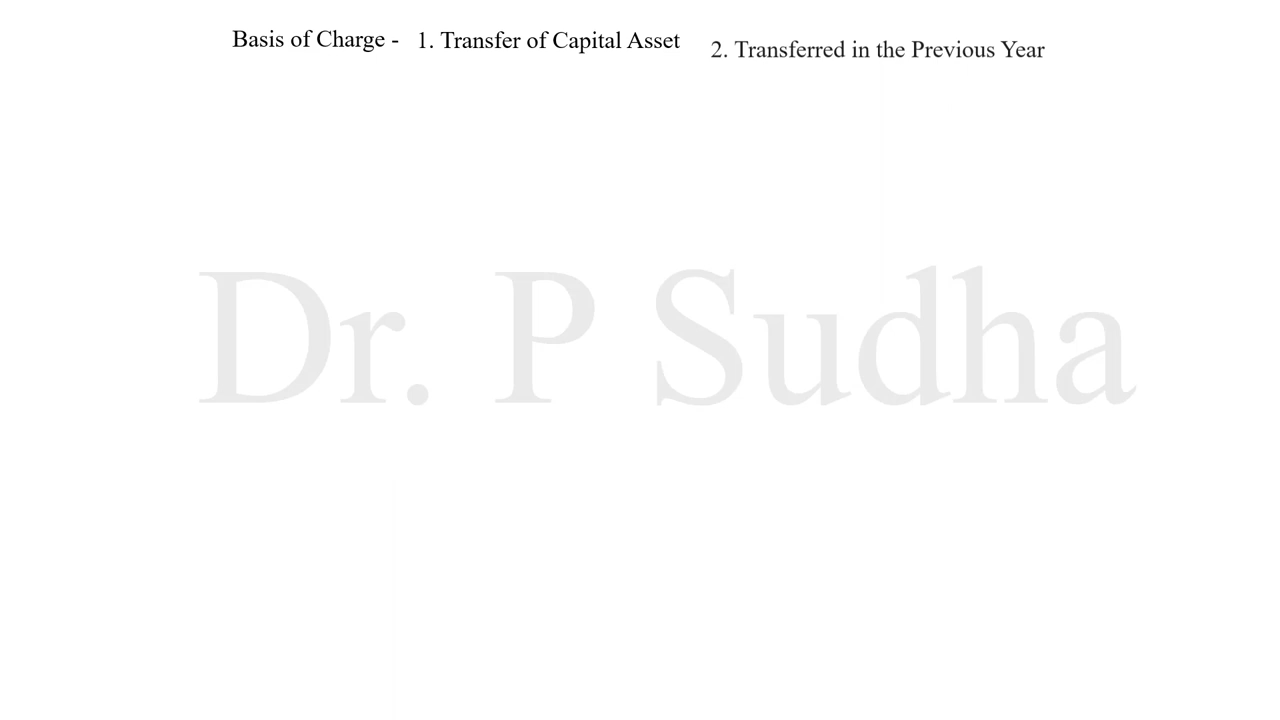 Basis of Charge - 1. Transfer of Capital Asset 2. Transferred in the Previous Year
Dr. P Sudha